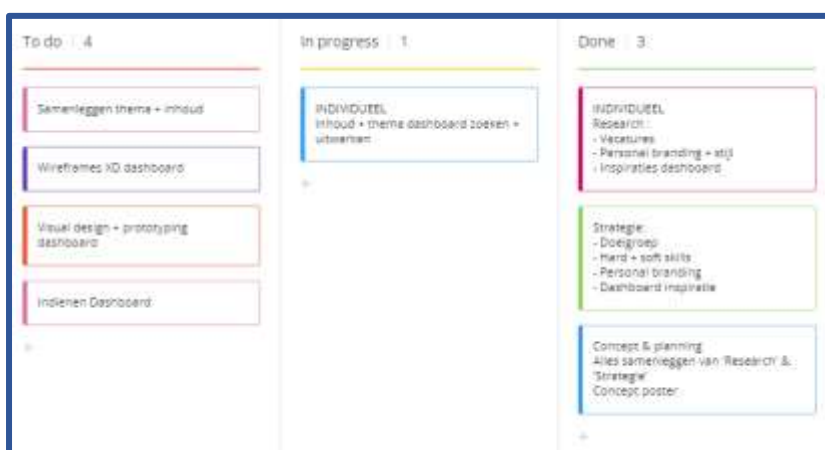 To do 4
Samenleggen thema + inhoud
Wireframes XD dashboard
Visual design + prototyping
dashboard
Indienen Dashboard
In progress 1
INDIVIDUEEL
Inhoud + thema dashboard zoeken +
uitwerken
Done 3
INDIVIDUEEL
Research :
- Vacatures
- Personal branding + stijl
- Inspiraties dashboard
Strategie:
- Doelgroep
- Hard + soft skills
- Personal branding
- Dashboard inspiratie
Concept & planning
Alles samenleggen van 'Research' &
'Strategie'
Concept poster